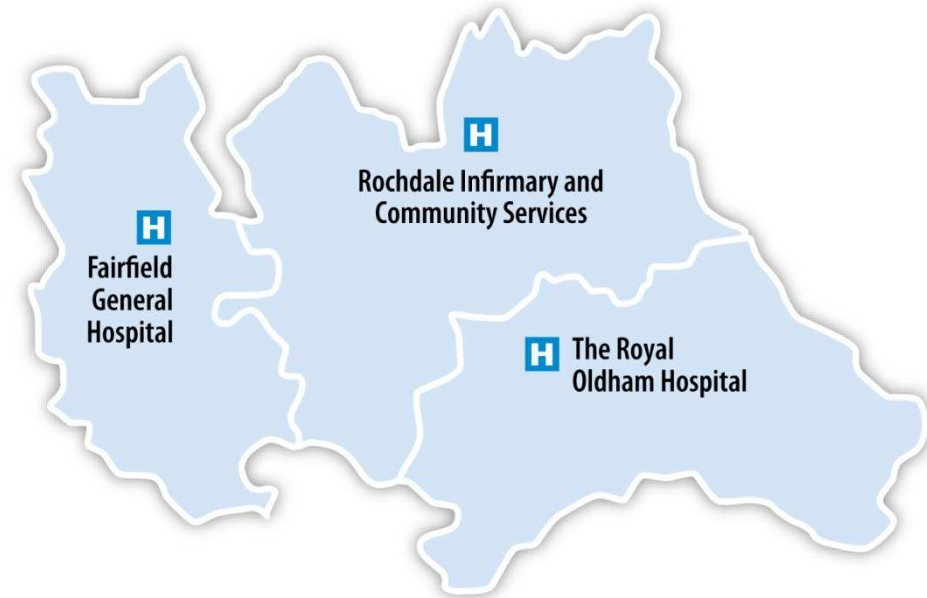 H
Rochdale Infirmary and
Community Services
H
Fairfield
General
Hospital
H
The Royal
Oldham Hospital